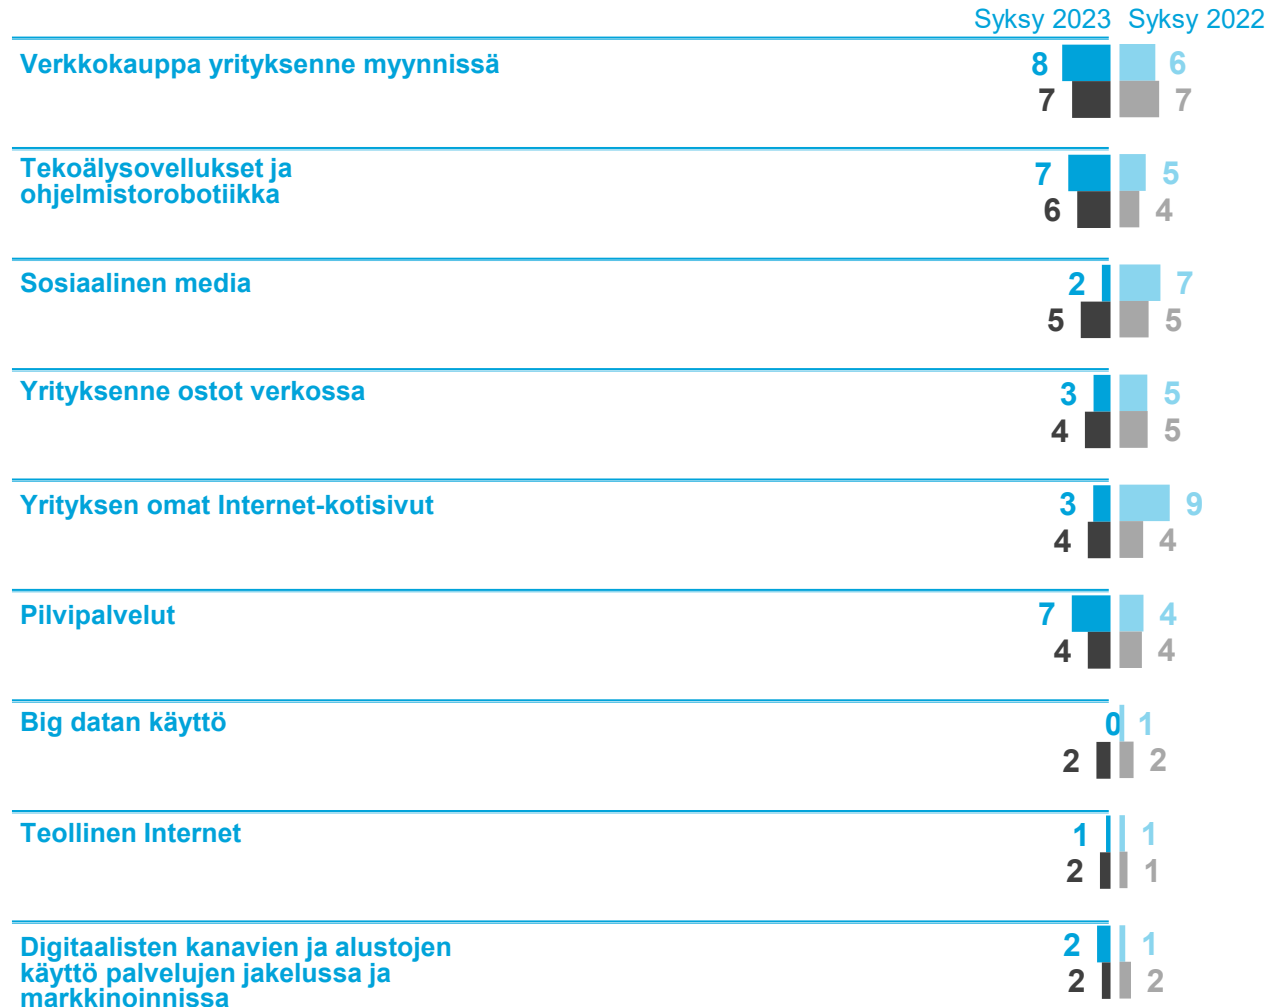 Syksy 2023 Syksy 2022
Verkkokauppa yrityksenne myynnissä
8 6
7 7
Tekoälysovellukset ja
ohjelmistorobotiikka
7 5
6 4
Sosiaalinen media
2 7
5 5
Yrityksenne ostot verkossa
3 5
4 5
Yrityksen omat Internet-kotisivut
3 9
4 4
Pilvipalvelut
7 4
4 4
Big datan käyttö
0 1
2 2
Teollinen Internet
1 1
2 1
Digitaalisten kanavien ja alustojen
käyttö palvelujen jakelussa ja
markkinoinnissa
2 1
2 2